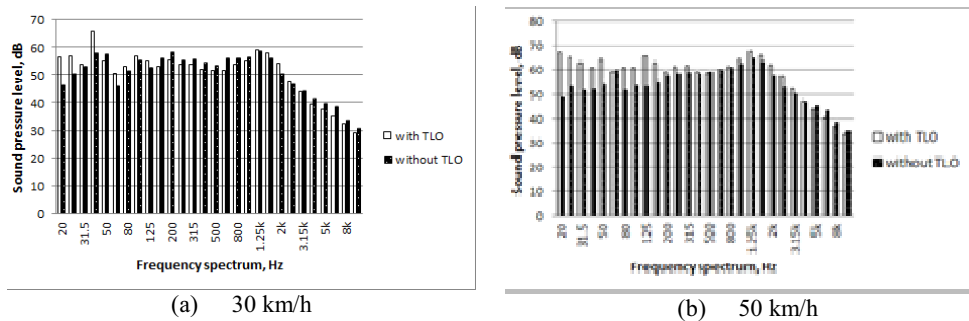 Sound pressure level, dB
70
60
50
40
30
20
10
0
with TLO
without TLO
20
31.5
50
80
125
200
315
500
800
1.25k
2k
3.15k
5k
8k
Frequency spectrum, Hz
(a) 30 km/h
Sound pressure level, dB
80
70
60
50
40
30
20
10
0
with TLO
without TLO
20
31.5
50
80
125
200
315
500
800
1.25k
2k
3.15k
5k
8k
Frequency spectrum, Hz
(b) 50 km/h